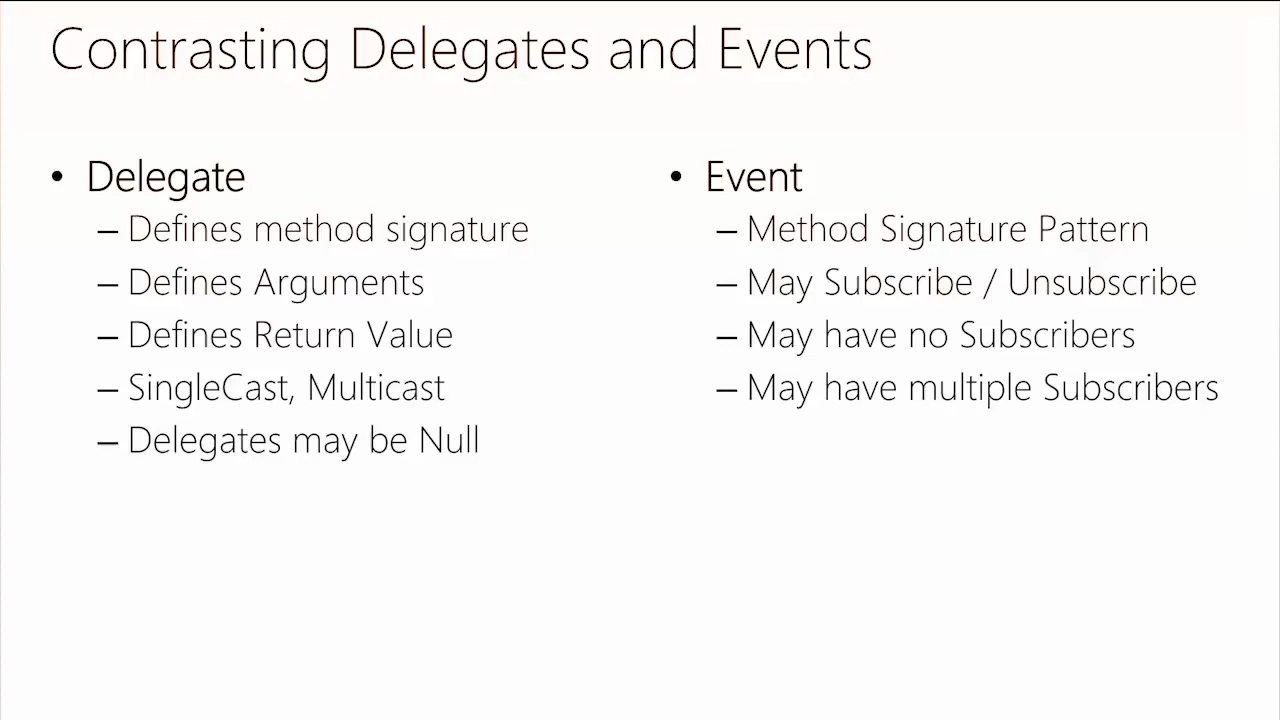 Contrasting Delegates and Events
• Delegate
– Defines method signature
– Defines Arguments
– Defines Return Value
– SingleCast, Multicast
– Delegates may be Null
• Event
– Method Signature Pattern
– May Subscribe / Unsubscribe
– May have no Subscribers
– May have multiple Subscribers